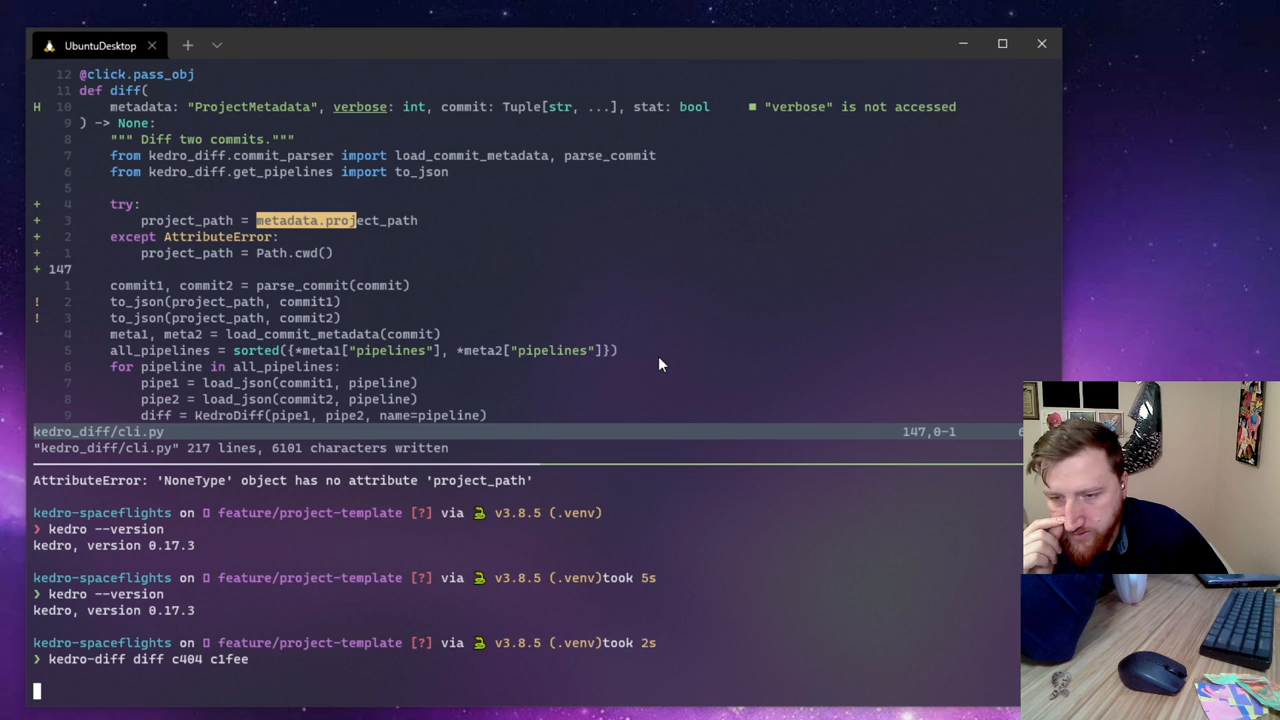 UbuntuDesktop
12 @click.pass_obj
11 def diff(
H 10 metadata: "ProjectMetadata", verbose: int, commit: Tuple[str, ...], stat: bool ■ "verbose" is not accessed
9 ) -> None:
8 """ Diff two commits."""
7 from kedro_diff.commit_parser import load_commit_metadata, parse_commit
6 from kedro_diff.get_pipelines import to_json
5
+ 4 try:
+ 3 project_path = metadata.project_path
+ 2 except AttributeError:
+ 1 project_path = Path.cwd()
+ 147
1 commit1, commit2 = parse_commit(commit)
! 2 to_json(project_path, commit1)
! 3 to_json(project_path, commit2)
4 meta1, meta2 = load_commit_metadata(commit)
5 all_pipelines = sorted({*meta1["pipelines"], *meta2["pipelines"]})
6 for pipeline in all_pipelines:
7 pipe1 = load_json(commit1, pipeline)
8 pipe2 = load_json(commit2, pipeline)
9 diff = KedroDiff(pipe1, pipe2, name=pipeline)
kedro_diff/cli.py 147,0-1 6
"kedro_diff/cli.py" 217 lines, 6101 characters written
AttributeError: 'NoneType' object has no attribute 'project_path'
kedro-spaceflights on feature/project-template [?] via v3.8.5 (.venv)
❯ kedro --version
kedro, version 0.17.3
kedro-spaceflights on feature/project-template [?] via v3.8.5 (.venv)took 5s
❯ kedro --version
kedro, version 0.17.3
kedro-spaceflights on feature/project-template [?] via v3.8.5 (.venv)took 2s
❯ kedro-diff diff c404 c1fee